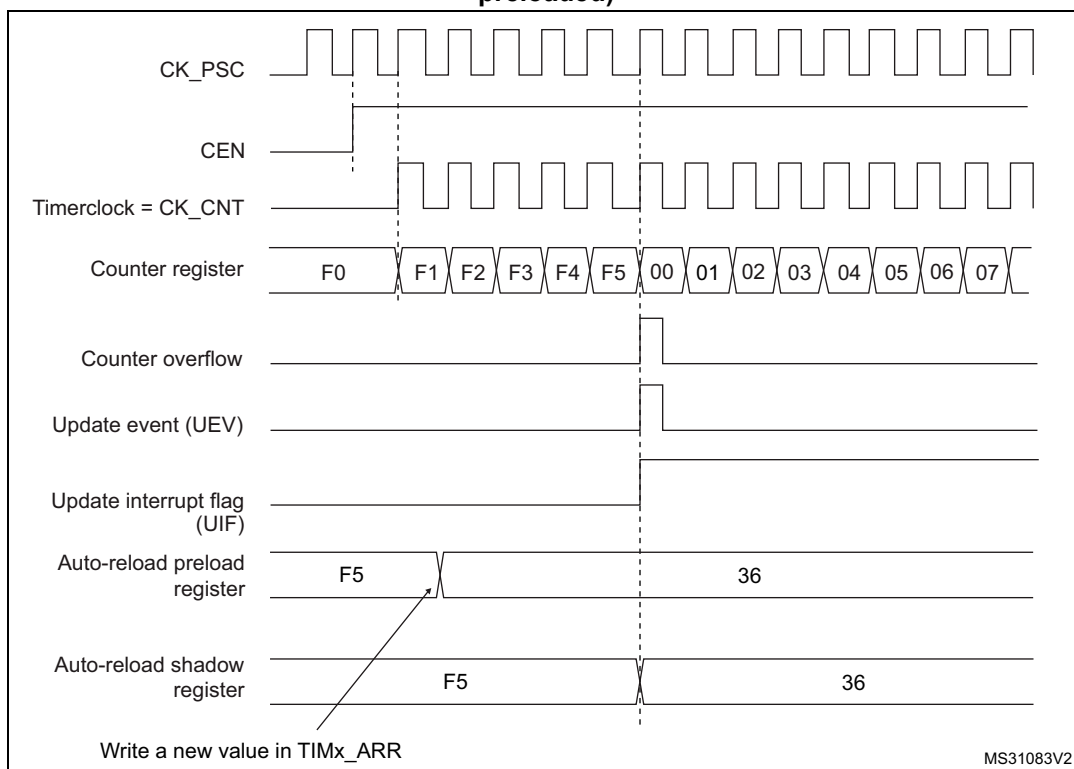 preloaded)
CK_PSC
CEN
Timerclock = CK_CNT
Counter register F0 F1 F2 F3 F4 F5 00 01 02 03 04 05 06 07
Counter overflow
Update event (UEV)
Update interrupt flag
(UIF)
Auto-reload preload
register
F5 36
Auto-reload shadow
register
F5 36
Write a new value in TIMx_ARR
MS31083V2